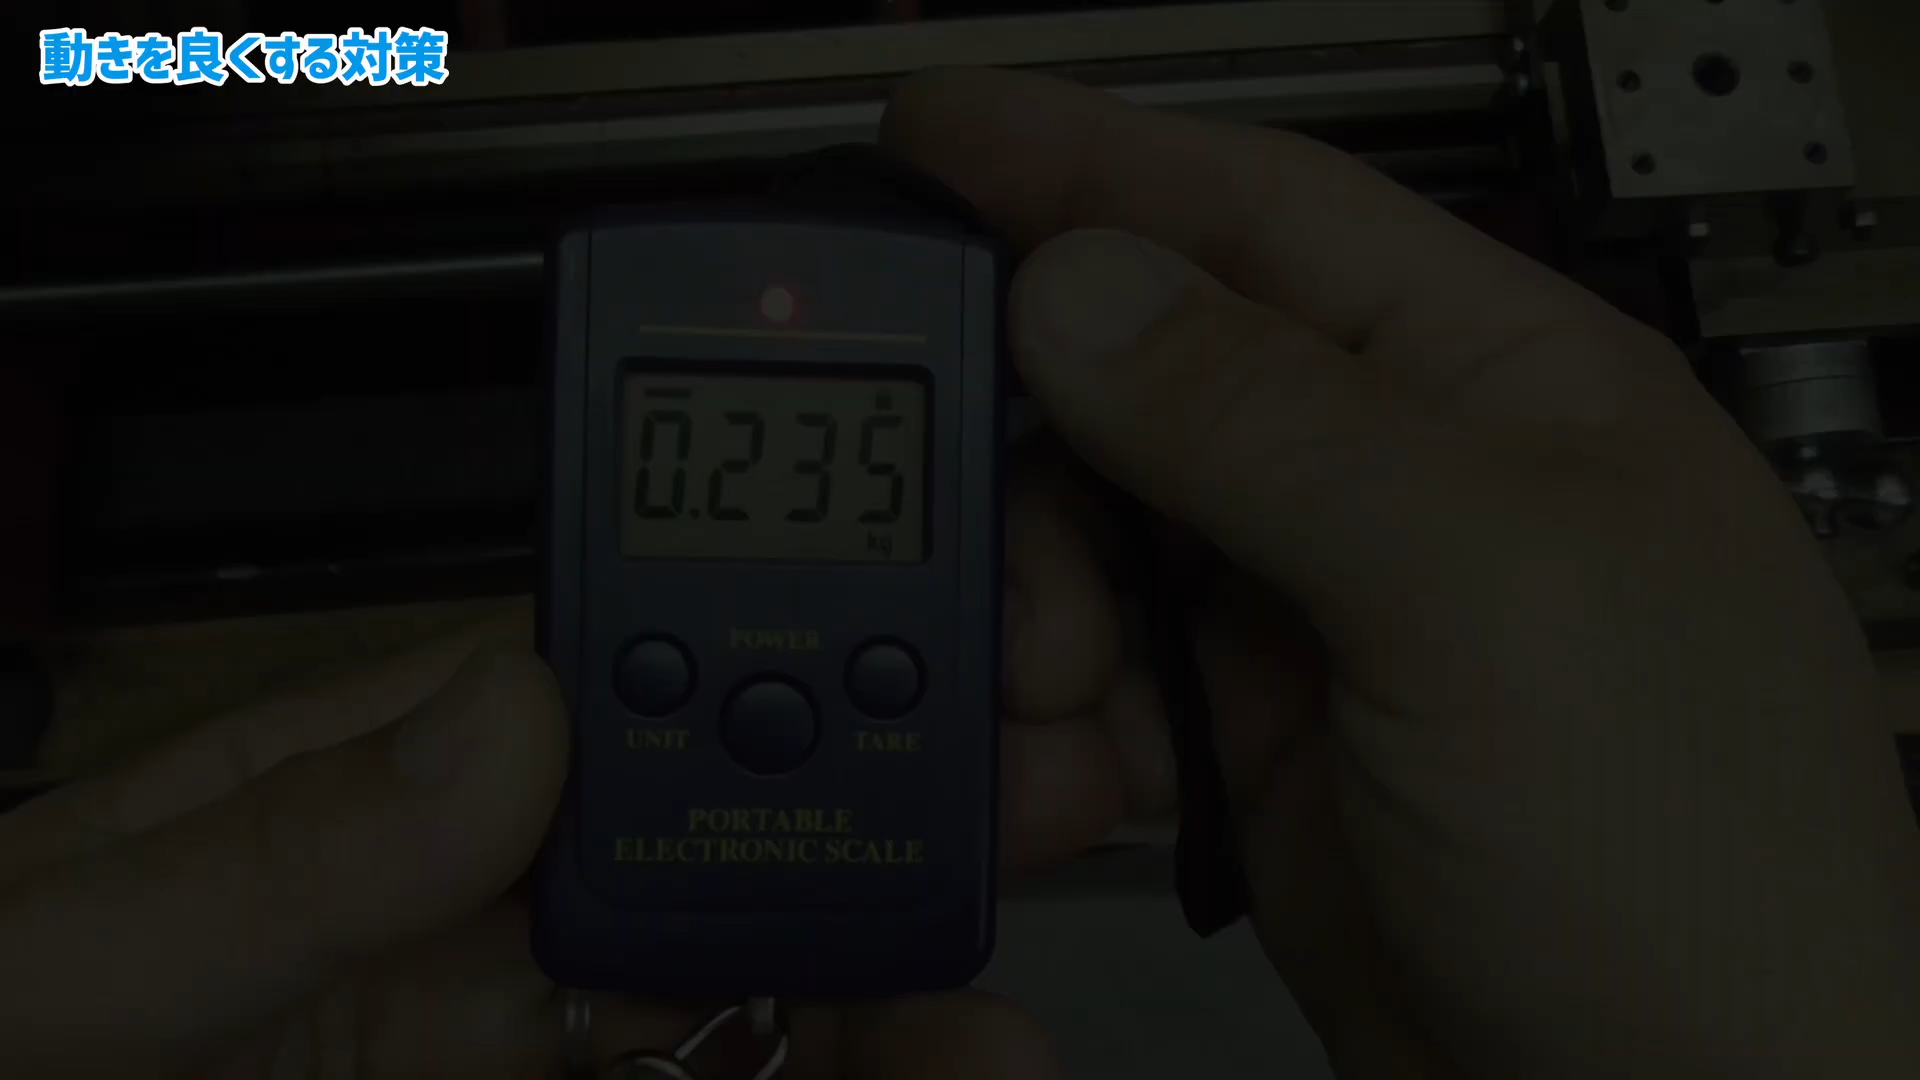 動きを良くする対策
0.235
kg
POWER
UNIT
TARE
PORTABLE
ELECTRONIC SCALE